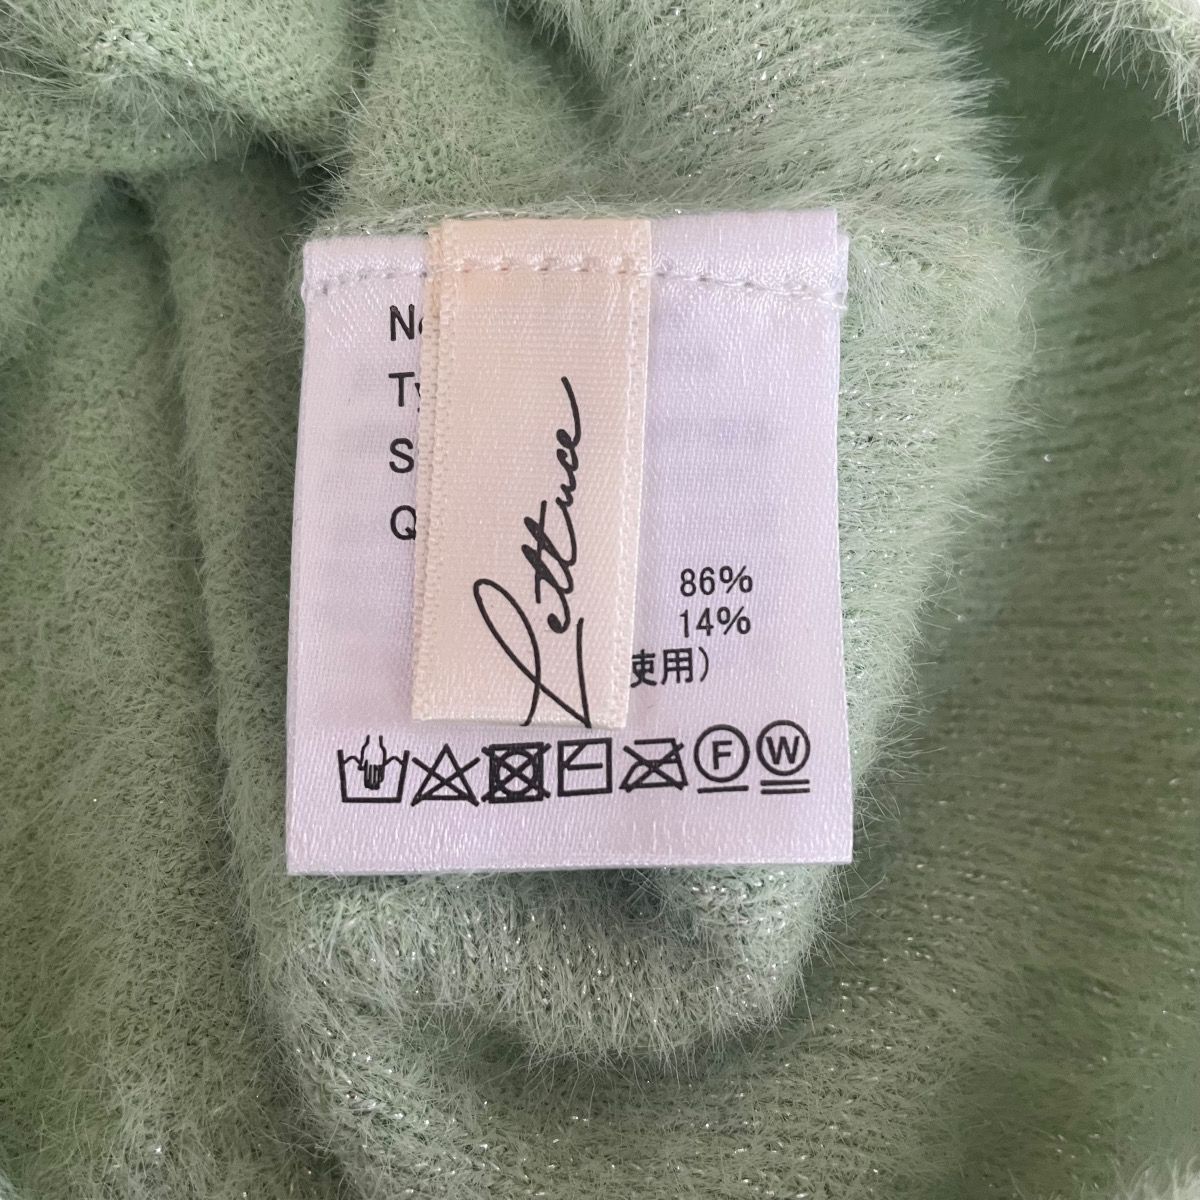 Lettuce
86%
14%
使用）
F
W